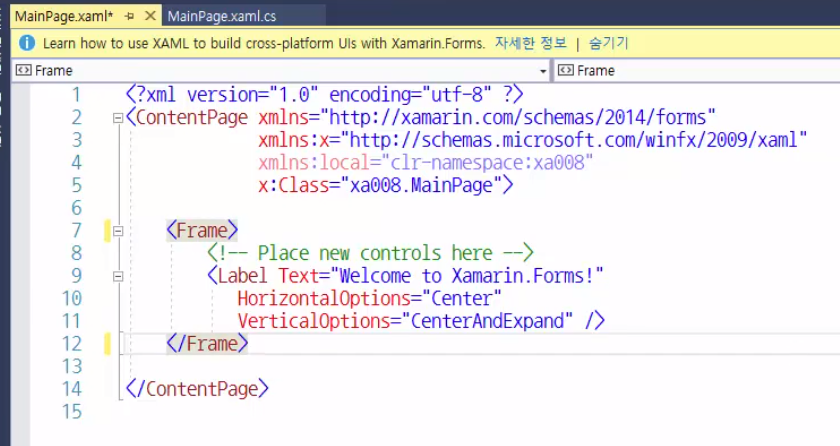 MainPage.xaml* MainPage.xaml.cs
Learn how to use XAML to build cross-platform UIs with Xamarin.Forms. 자세한 정보 | 숨기기
Frame Frame
1 <?xml version="1.0" encoding="utf-8" ?>
2 <ContentPage xmlns="http://xamarin.com/schemas/2014/forms"
3 xmlns:x="http://schemas.microsoft.com/winfx/2009/xaml"
4 xmlns:local="clr-namespace:xa008"
5 x:Class="xa008.MainPage">
6
7 <Frame>
8 <!-- Place new controls here -->
9 <Label Text="Welcome to Xamarin.Forms!"
10 HorizontalOptions="Center"
11 VerticalOptions="CenterAndExpand" />
12 </Frame>
13
14 </ContentPage>
15